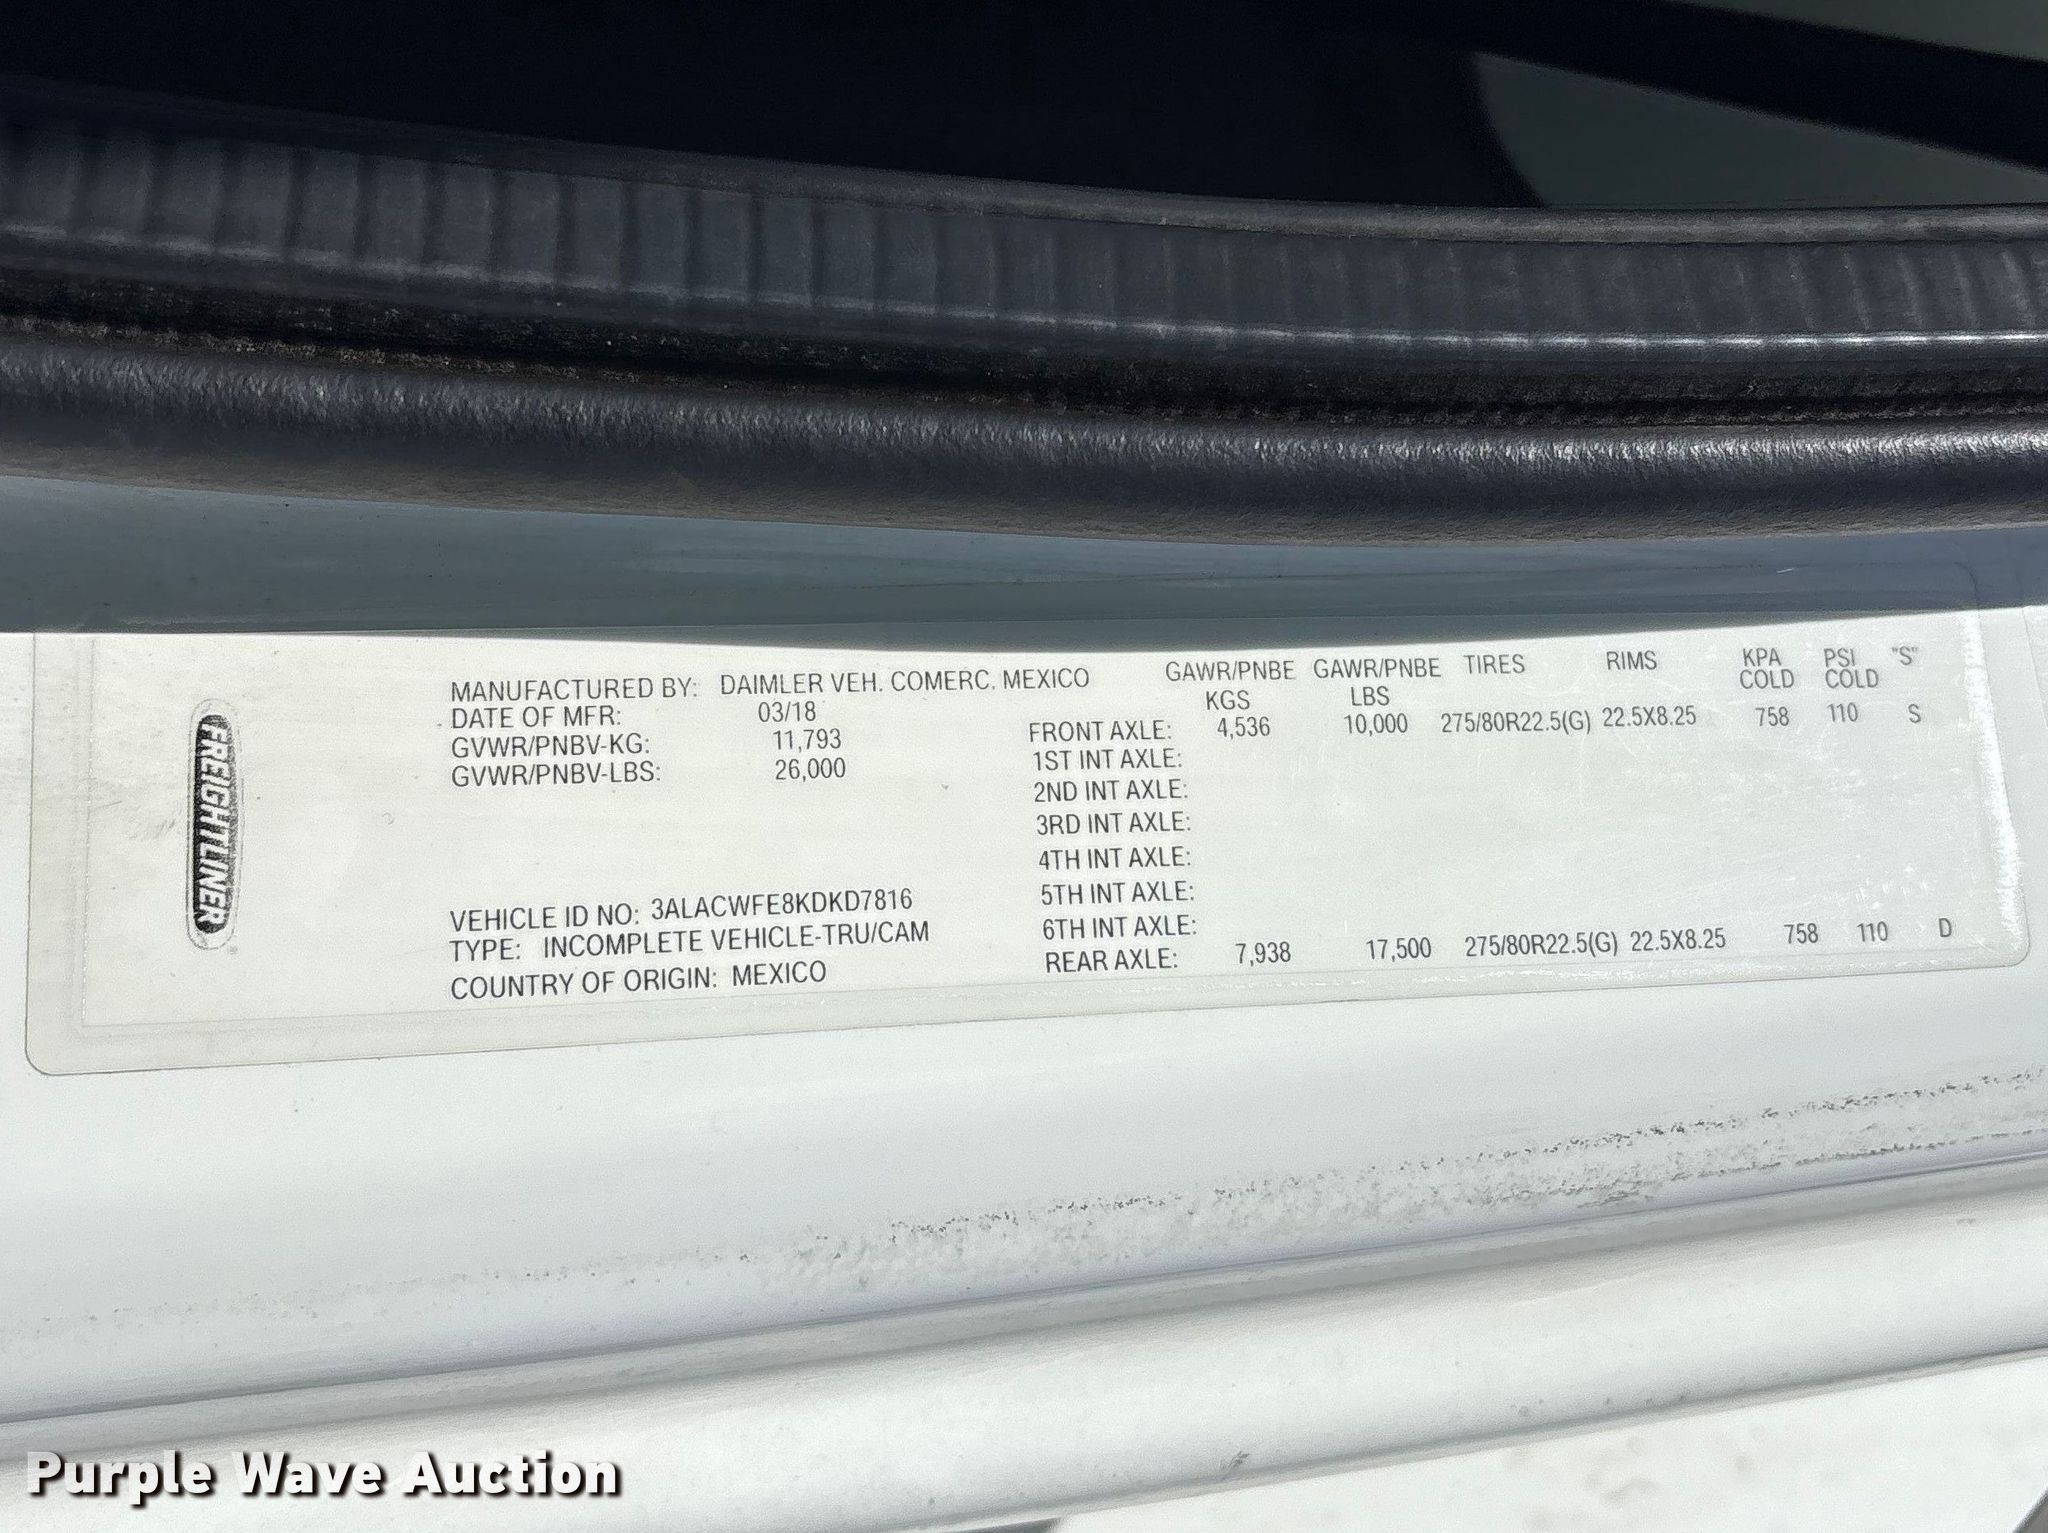 FREIGHTLINER
MANUFACTURED BY: DAIMLER VEH. COMERC. MEXICO
DATE OF MFR: 03/18
GVWR/PNBV-KG: 11,793
GVWR/PNBV-LBS: 26,000
VEHICLE ID NO: 3ALACWFE8KDKD7816
TYPE: INCOMPLETE VEHICLE-TRU/CAM
COUNTRY OF ORIGIN: MEXICO
GAWR/PNBE GAWR/PNBE TIRES RIMS KPA PSI "S"
KGS LBS COLD COLD
FRONT AXLE: 4,536 10,000 275/80R22.5(G) 22.5X8.25 758 110 S
1ST INT AXLE:
2ND INT AXLE:
3RD INT AXLE:
4TH INT AXLE:
5TH INT AXLE:
6TH INT AXLE:
REAR AXLE: 7,938 17,500 275/80R22.5(G) 22.5X8.25 758 110 D
Purple Wave Auction